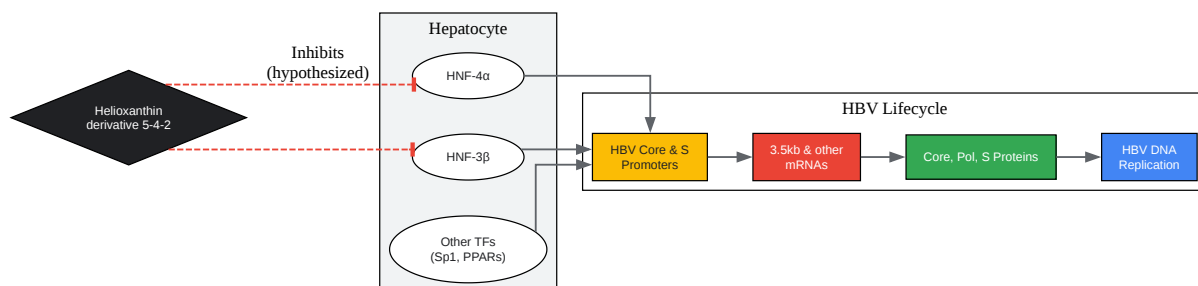 Hepatocyte
Inhibits
(hypothesized)
HNF-4α
Helioxanthin
derivative 5-4-2
HNF-3β
Other TFs
(Sp1, PPARs)
HBV Lifecycle
HBV Core & S
Promoters
3.5kb & other
mRNAs
Core, Pol, S Proteins
HBV DNA
Replication